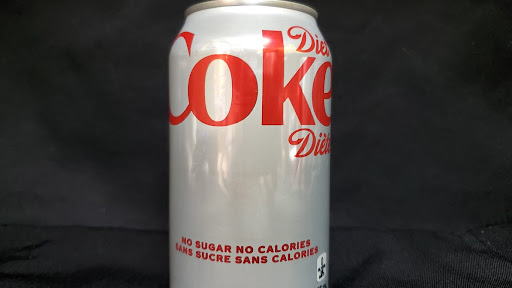 Diet
Coke
Diète
NO SUGAR NO CALORIES
SANS SUCRE SANS CALORIES